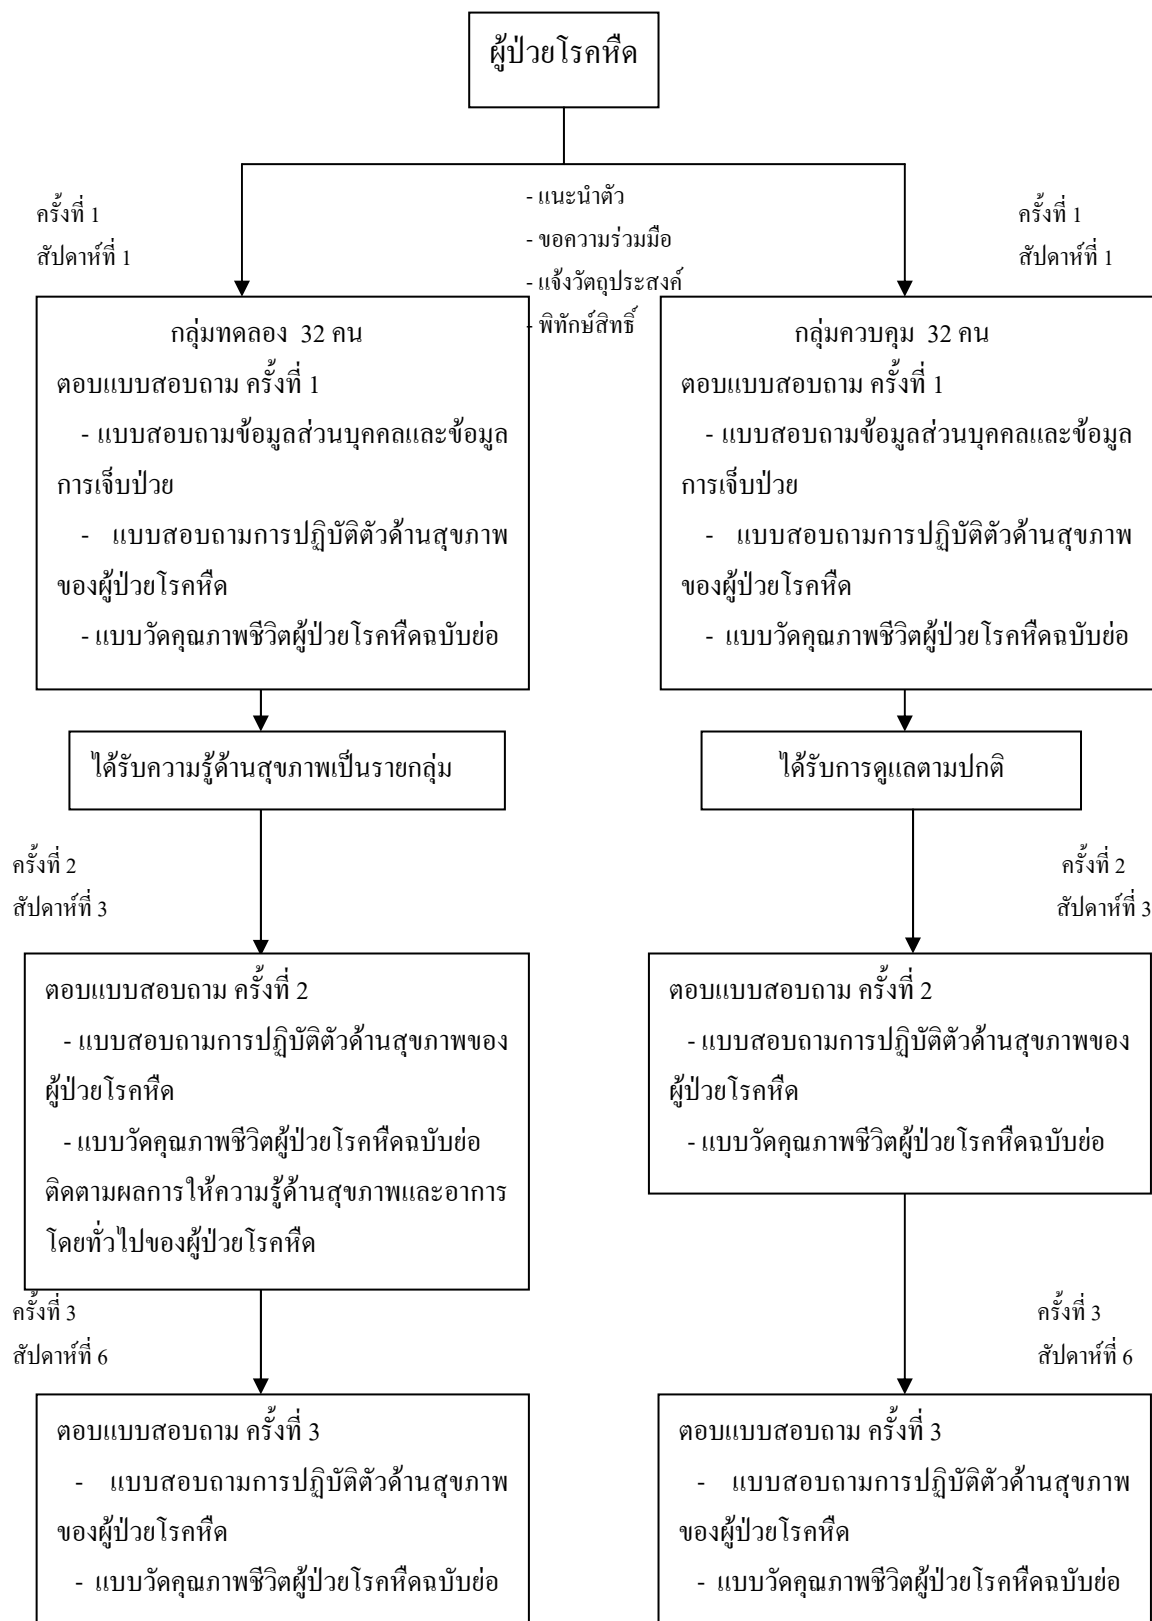 ผู้ป่วยโรคหืด
- แนะนำตัว
- ขอความร่วมมือ
- แจ้งวัตถุประสงค์
- พิทักษ์สิทธิ์
ครั้งที่ 1
สัปดาห์ที่ 1
กลุ่มทดลอง 32 คน
ตอบแบบสอบถาม ครั้งที่ 1
- แบบสอบถามข้อมูลส่วนบุคคลและข้อมูล
การเจ็บป่วย
- แบบสอบถามการปฏิบัติตัวด้านสุขภาพ
ของผู้ป่วยโรคหืด
- แบบวัดคุณภาพชีวิตผู้ป่วยโรคหืดฉบับย่อ
ได้รับความรู้ด้านสุขภาพเป็นรายกลุ่ม
ครั้งที่ 2
สัปดาห์ที่ 3
ตอบแบบสอบถาม ครั้งที่ 2
- แบบสอบถามการปฏิบัติตัวด้านสุขภาพของ
ผู้ป่วยโรคหืด
- แบบวัดคุณภาพชีวิตผู้ป่วยโรคหืดฉบับย่อ
ติดตามผลการให้ความรู้ด้านสุขภาพและอาการ
โดยทั่วไปของผู้ป่วยโรคหืด
ครั้งที่ 3
สัปดาห์ที่ 6
ตอบแบบสอบถาม ครั้งที่ 3
- แบบสอบถามการปฏิบัติตัวด้านสุขภาพ
ของผู้ป่วยโรคหืด
- แบบวัดคุณภาพชีวิตผู้ป่วยโรคหืดฉบับย่อ
ครั้งที่ 1
สัปดาห์ที่ 1
กลุ่มควบคุม 32 คน
ตอบแบบสอบถาม ครั้งที่ 1
- แบบสอบถามข้อมูลส่วนบุคคลและข้อมูล
การเจ็บป่วย
- แบบสอบถามการปฏิบัติตัวด้านสุขภาพ
ของผู้ป่วยโรคหืด
- แบบวัดคุณภาพชีวิตผู้ป่วยโรคหืดฉบับย่อ
ได้รับการดูแลตามปกติ
ครั้งที่ 2
สัปดาห์ที่ 3
ตอบแบบสอบถาม ครั้งที่ 2
- แบบสอบถามการปฏิบัติตัวด้านสุขภาพของ
ผู้ป่วยโรคหืด
- แบบวัดคุณภาพชีวิตผู้ป่วยโรคหืดฉบับย่อ
ครั้งที่ 3
สัปดาห์ที่ 6
ตอบแบบสอบถาม ครั้งที่ 3
- แบบสอบถามการปฏิบัติตัวด้านสุขภาพ
ของผู้ป่วยโรคหืด
- แบบวัดคุณภาพชีวิตผู้ป่วยโรคหืดฉบับย่อ